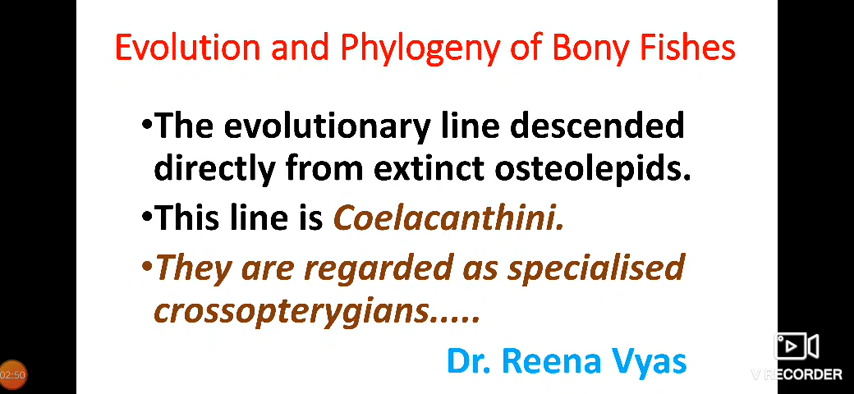 Evolution and Phylogeny of Bony Fishes
•The evolutionary line descended
directly from extinct osteolepids.
•This line is Coelacanthini.
•They are regarded as specialised
crossopterygians.....
Dr. Reena Vyas
02:50
V RECORDER